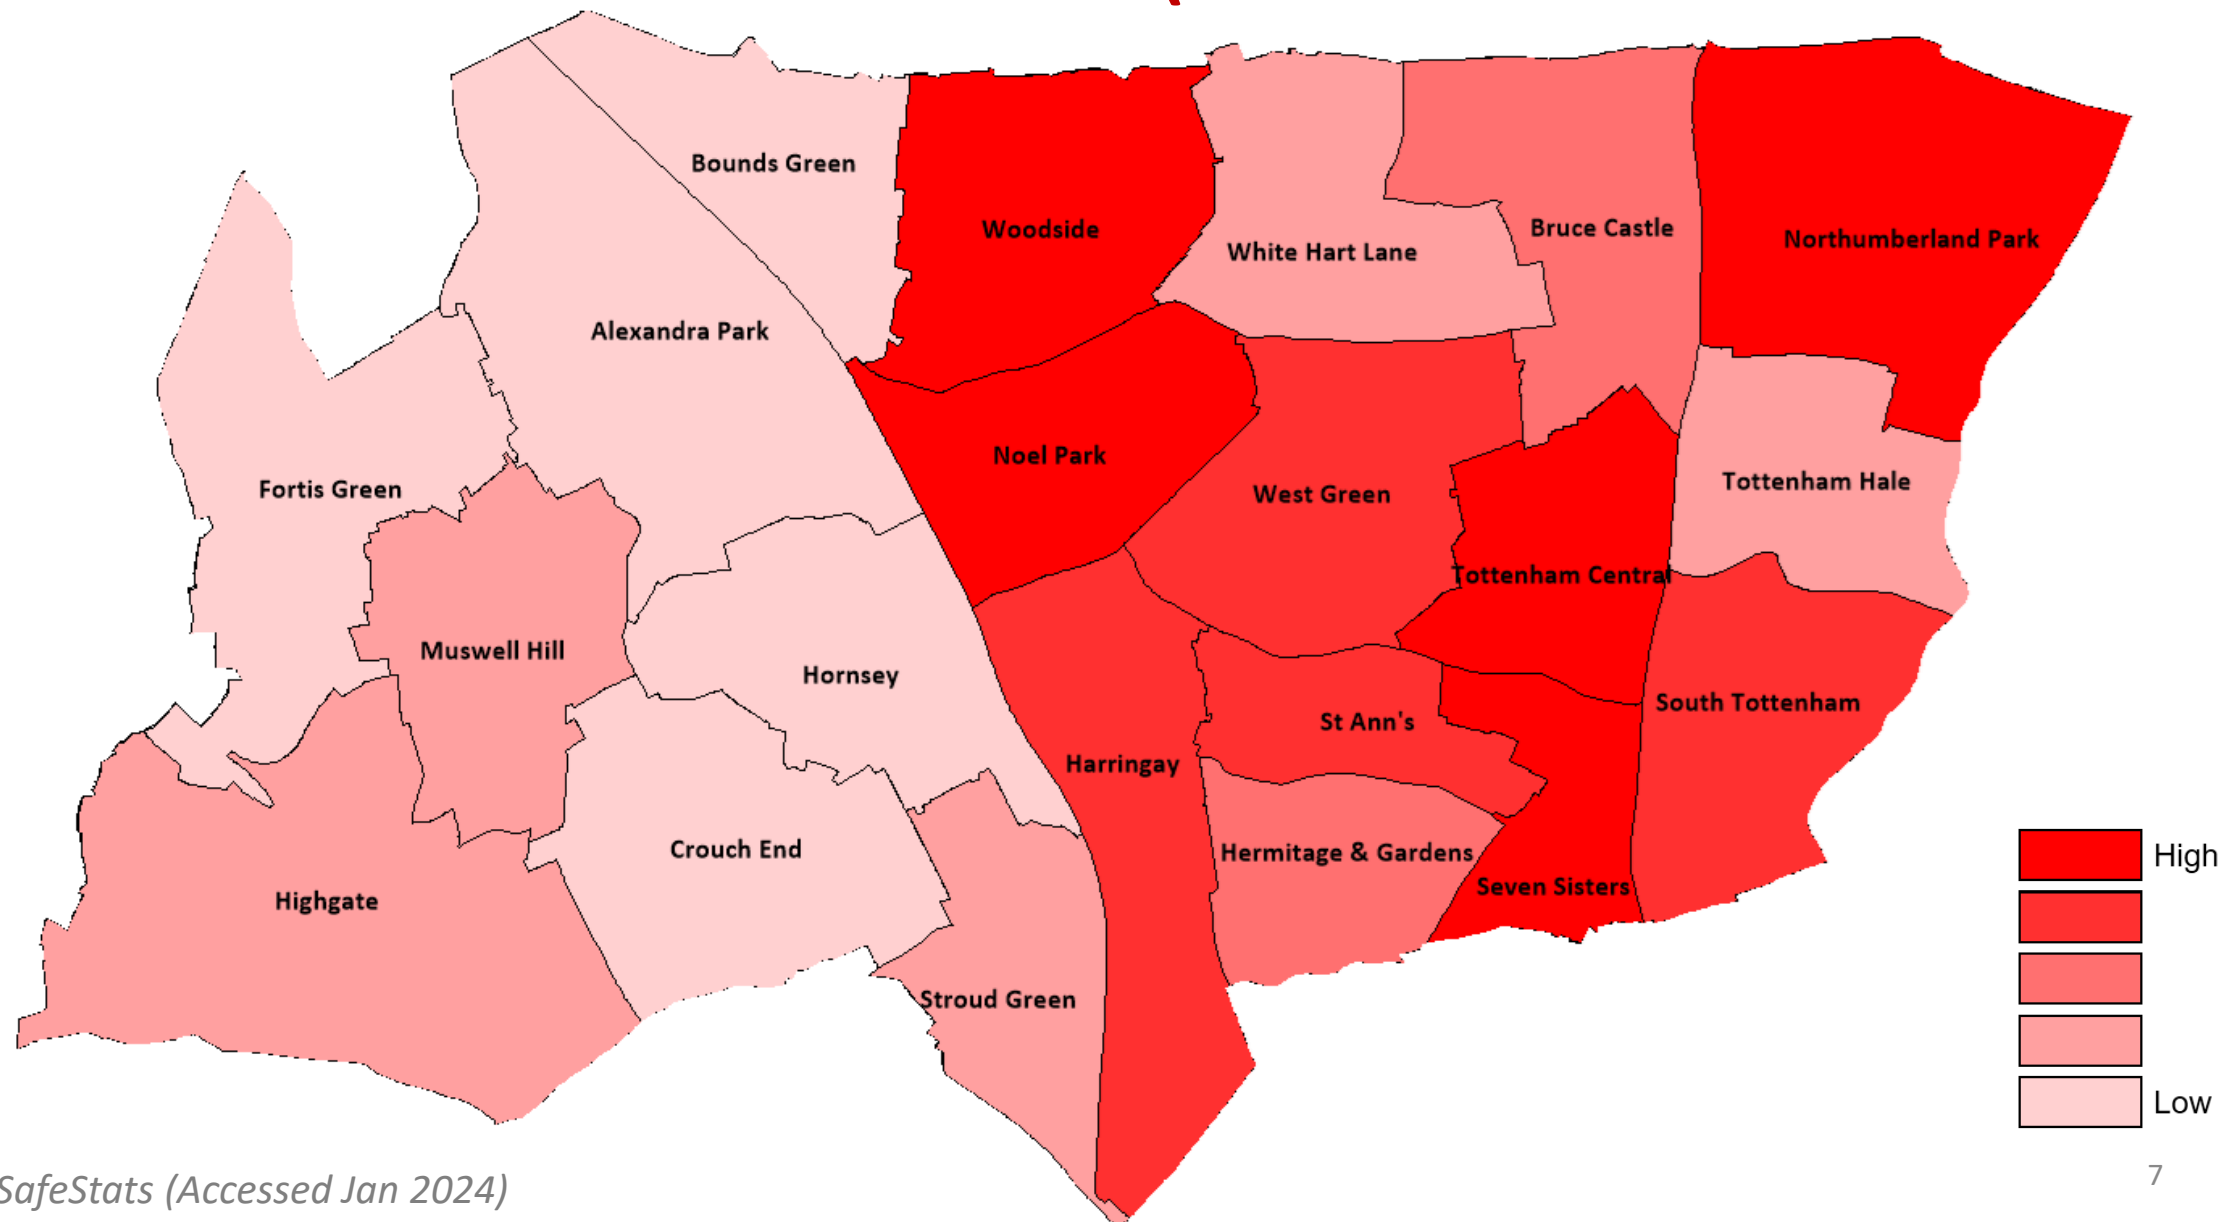 Bounds Green
Woodside
Bruce Castle
Northumberland Park
White Hart Lane
Alexandra Park
Noel Park
Tottenham Hale
Fortis Green
West Green
Tottenham Central
Muswell Hill
Hornsey
South Tottenham
St Ann's
Harringay
Crouch End
Hermitage & Gardens
High
Seven Sisters
Highgate
Stroud Green
Low
SafeStats (Accessed Jan 2024)
7